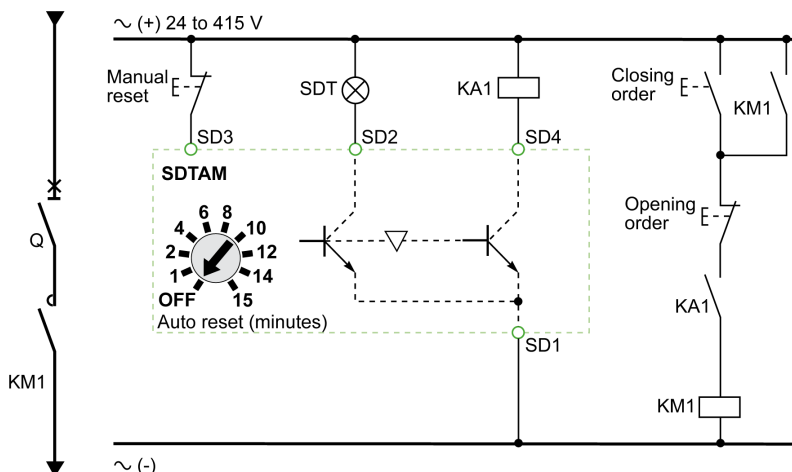 ~ (+) 24 to 415 V
Manual
reset
SDT
KA1
Closing
order
KM1
SD3
SD2
SD4
SDTAM
6 8
4 10
2 12
1 14
OFF 15
Auto reset (minutes)
SD1
Opening
order
KA1
KM1
Q
KM1
~ (-)